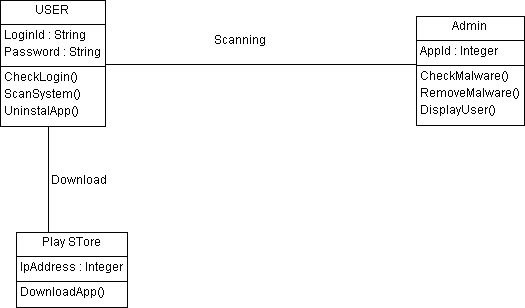 USER
LoginId : String
Password : String
CheckLogin()
ScanSystem()
UninstalApp()
Scanning
Admin
AppId : Integer
CheckMalware()
RemoveMalware()
DisplayUser()
Download
Play STore
IpAddress : Integer
DownloadApp()